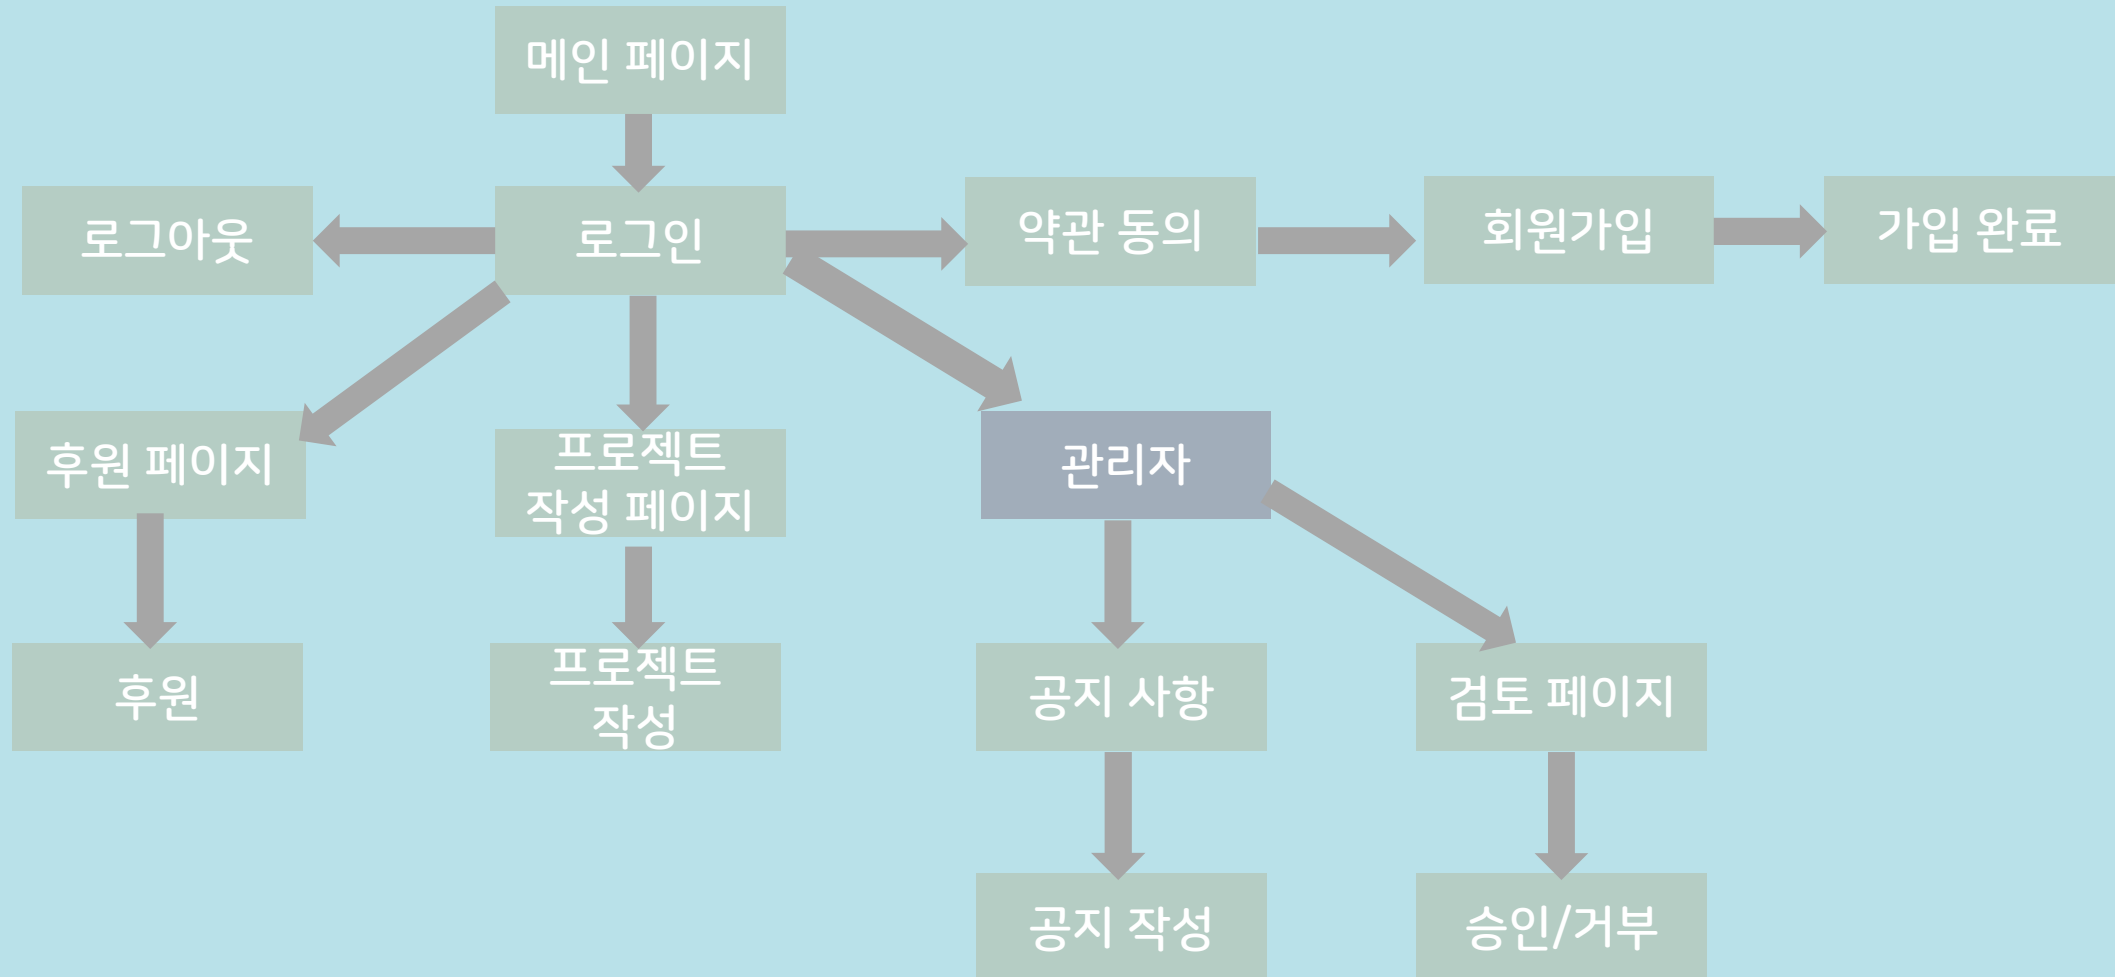 메인 페이지
로그아웃
로그인
약관 동의
회원가입
가입 완료
후원 페이지
프로젝트
작성 페이지
관리자
후원
프로젝트
작성
공지 사항
검토 페이지
공지 작성
승인/거부